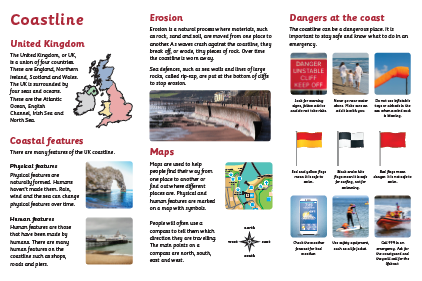 Coastline
United Kingdom
The United Kingdom, or UK,
is a union of four countries.
These are England, Northern
Ireland, Scotland and Wales.
The UK is surrounded by
four seas and oceans.
These are the Atlantic
Ocean, English
Channel, Irish Sea and
North Sea.
Coastal features
There are many features of the UK coastline.
Physical features
Physical features are
naturally formed. Humans
haven't made them. Rain,
wind and the sea can change
physical features over time.
Human features
Human features are those
that have been made by
humans. There are many
human features on the
coastline such as shops,
roads and piers.
Erosion
Erosion is a natural process where materials, such
as rock, sand and soil, are moved from one place to
another. As waves crash against the coastline, they
break off, or erode, tiny pieces of rock. Over time
the coastline is worn away.
Sea defences, such as sea walls and lines of large
rocks, called rip-rap, are put at the bottom of cliffs
to stop erosion.
Maps
Maps are used to help
people find their way from
one place to another or
find out where different
places are. Physical and
human features are marked
on a map with symbols.
People will often use a
compass to tell them which
direction they are travelling.
The main points on a
compass are north, south,
east and west.
north
west
east
south
Dangers at the coast
The coastline can be a dangerous place. It is
important to stay safe and know what to do in an
emergency.
DANGER
UNSTABLE
CLIFF
KEEP OFF
Look for warning
signs, follow advice
and do not take risks.
Never go near water
alone. Make sure an
adult is with you.
Do not use inflatable
toys or airbeds in the
sea when a wind sock
is blowing.
Red and yellow flags
mean it is safe to
swim.
Black and white
flags mean it is safe
for surfing, not for
swimming.
Red flags mean
danger. It is not safe to
swim.
Check the weather
forecast for bad
weather.
Use safety equipment,
such as a life jacket.
Call 999 in an
emergency. Ask for
the coastguard and
they will call for the
lifeboat.